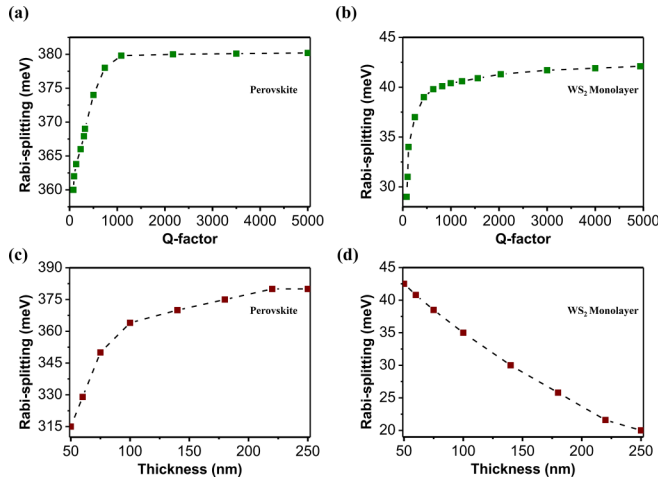 (a)
380
375
370
365
360
Rabi-splitting (meV)
Perovskite
0 1000 2000 3000 4000 5000
Q-factor
(b)
45
40
35
30
Rabi-splitting (meV)
WS2 Monolayer
0 1000 2000 3000 4000 5000
Q-factor
(c)
390
375
360
345
330
315
Rabi-splitting (meV)
Perovskite
50 100 150 200 250
Thickness (nm)
(d)
45
40
35
30
25
20
Rabi-splitting (meV)
WS2 Monolayer
50 100 150 200 250
Thickness (nm)